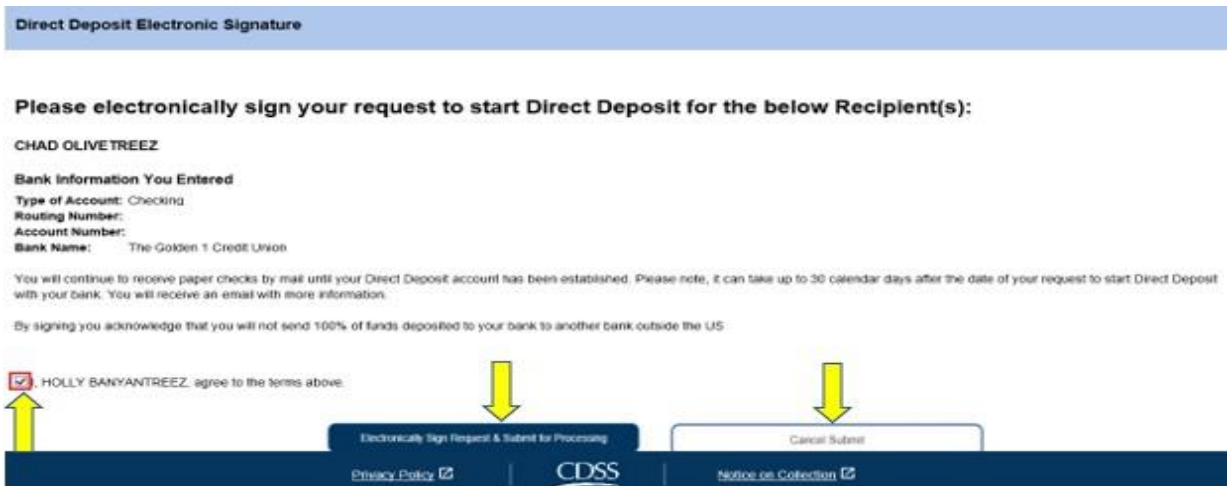 Direct Deposit Electronic Signature
Please electronically sign your request to start Direct Deposit for the below Recipient(s):
CHAD OLIVETREEZ
Bank Information You Entered
Type of Account: Checking
Routing Number:
Account Number:
Bank Name: The Golden 1 Credit Union
You will continue to receive paper checks by mail until your Direct Deposit account has been established. Please note, it can take up to 30 calendar days after the date of your request to start Direct Deposit
with your bank. You will receive an email with more information.
By signing you acknowledge that you will not send 100% of funds deposited to your bank to another bank outside the US
, HOLLY BANYANTREEZ, agree to the terms above.
Electronically Sign Request & Submit for Processing
Cancel Submit
Privacy Policy
CDSS
Notice on Collection